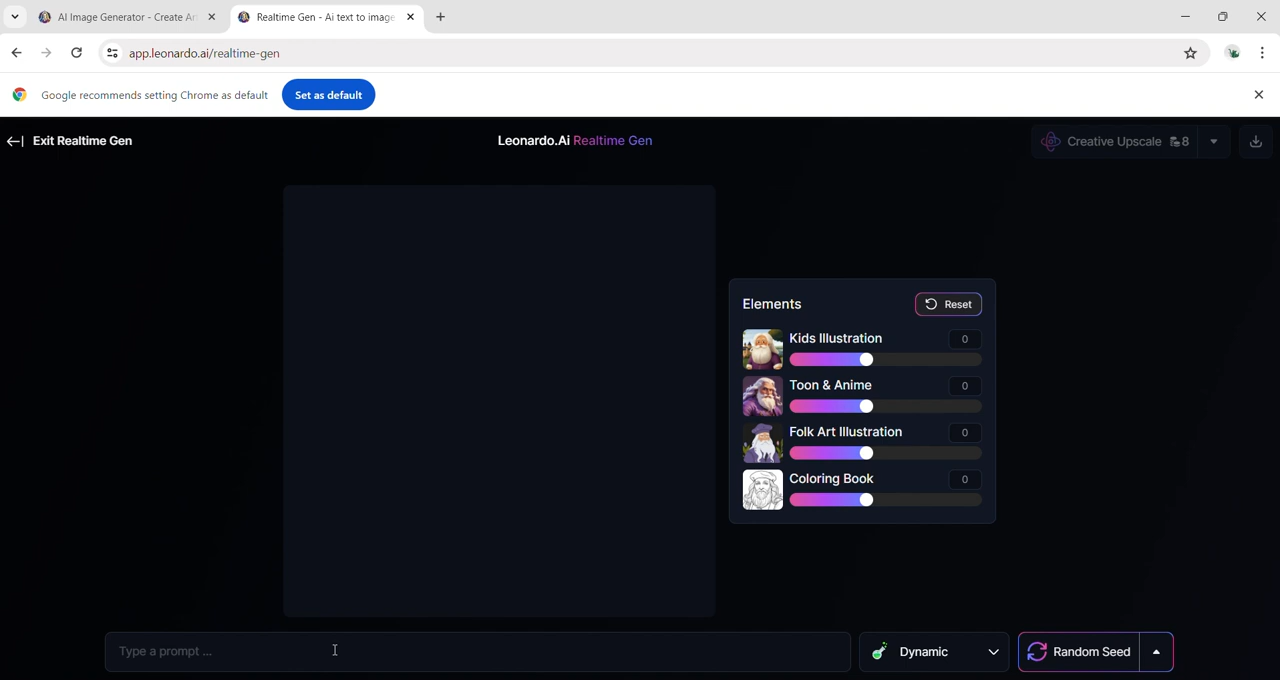 AI Image Generator - Create Ar
Realtime Gen - Ai text to image
app.leonardo.ai/realtime-gen
Google recommends setting Chrome as default
Set as default
Exit Realtime Gen
Leonardo.Ai Realtime Gen
Creative Upscale 8
Elements
Reset
Kids Illustration 0
Toon & Anime 0
Folk Art Illustration 0
Coloring Book 0
Type a prompt ...
Dynamic
Random Seed